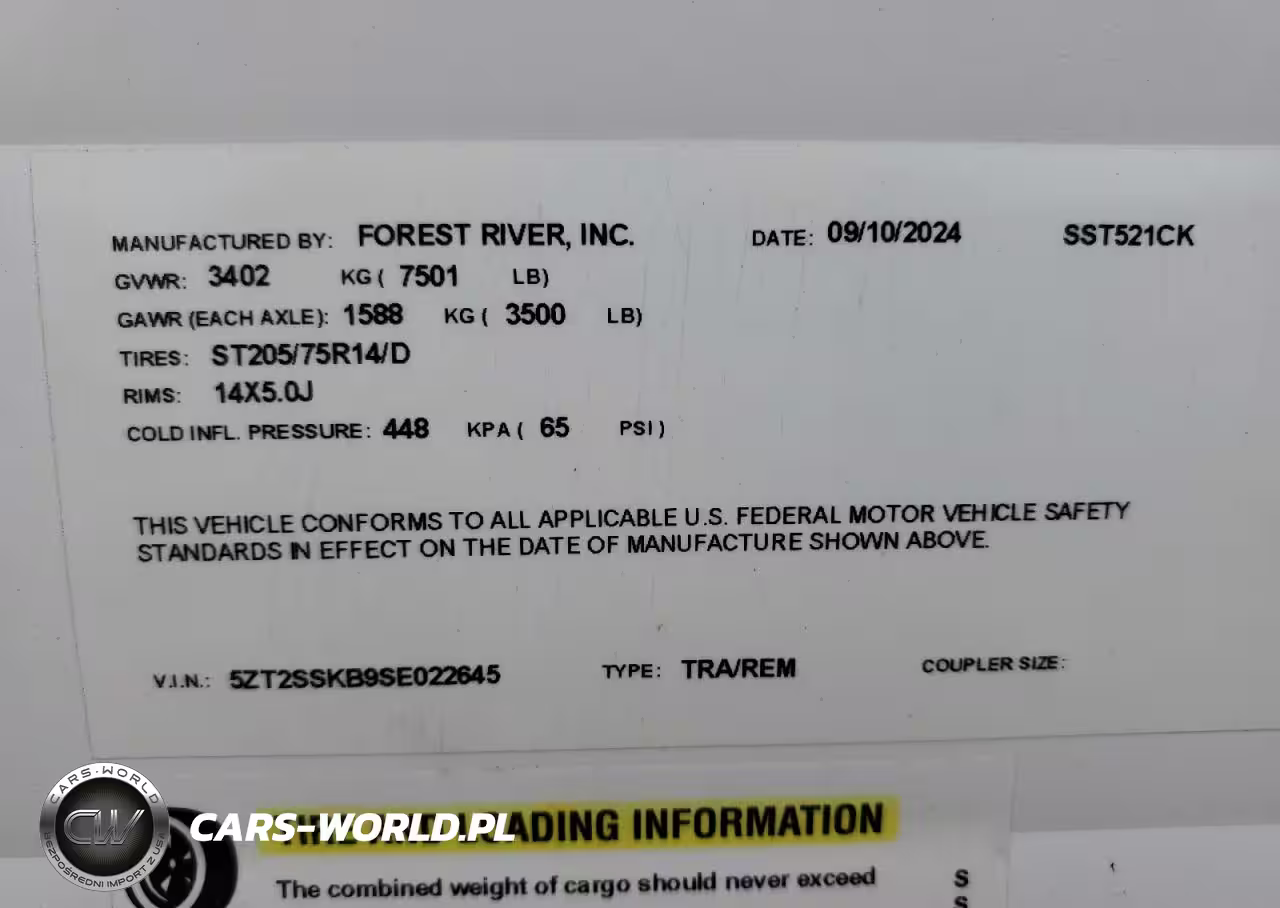 MANUFACTURED BY: FOREST RIVER, INC. DATE: 09/10/2024 SST521CK
GVWR: 3402 KG ( 7501 LB)
GAWR (EACH AXLE): 1588 KG ( 3500 LB)
TIRES: ST205/75R14/D
RIMS: 14X5.0J
COLD INFL. PRESSURE: 448 KPA ( 65 PSI )
THIS VEHICLE CONFORMS TO ALL APPLICABLE U.S. FEDERAL MOTOR VEHICLE SAFETY
STANDARDS IN EFFECT ON THE DATE OF MANUFACTURE SHOWN ABOVE.
V.I.N.: 5ZT2SSKB9SE022645 TYPE: TRA/REM COUPLER SIZE:
LOADING INFORMATION
The combined weight of cargo should never exceed S
S
CARS-WORLD
CW
BEZPOŚREDNI IMPORT Z USA
CARS-WORLD.PL